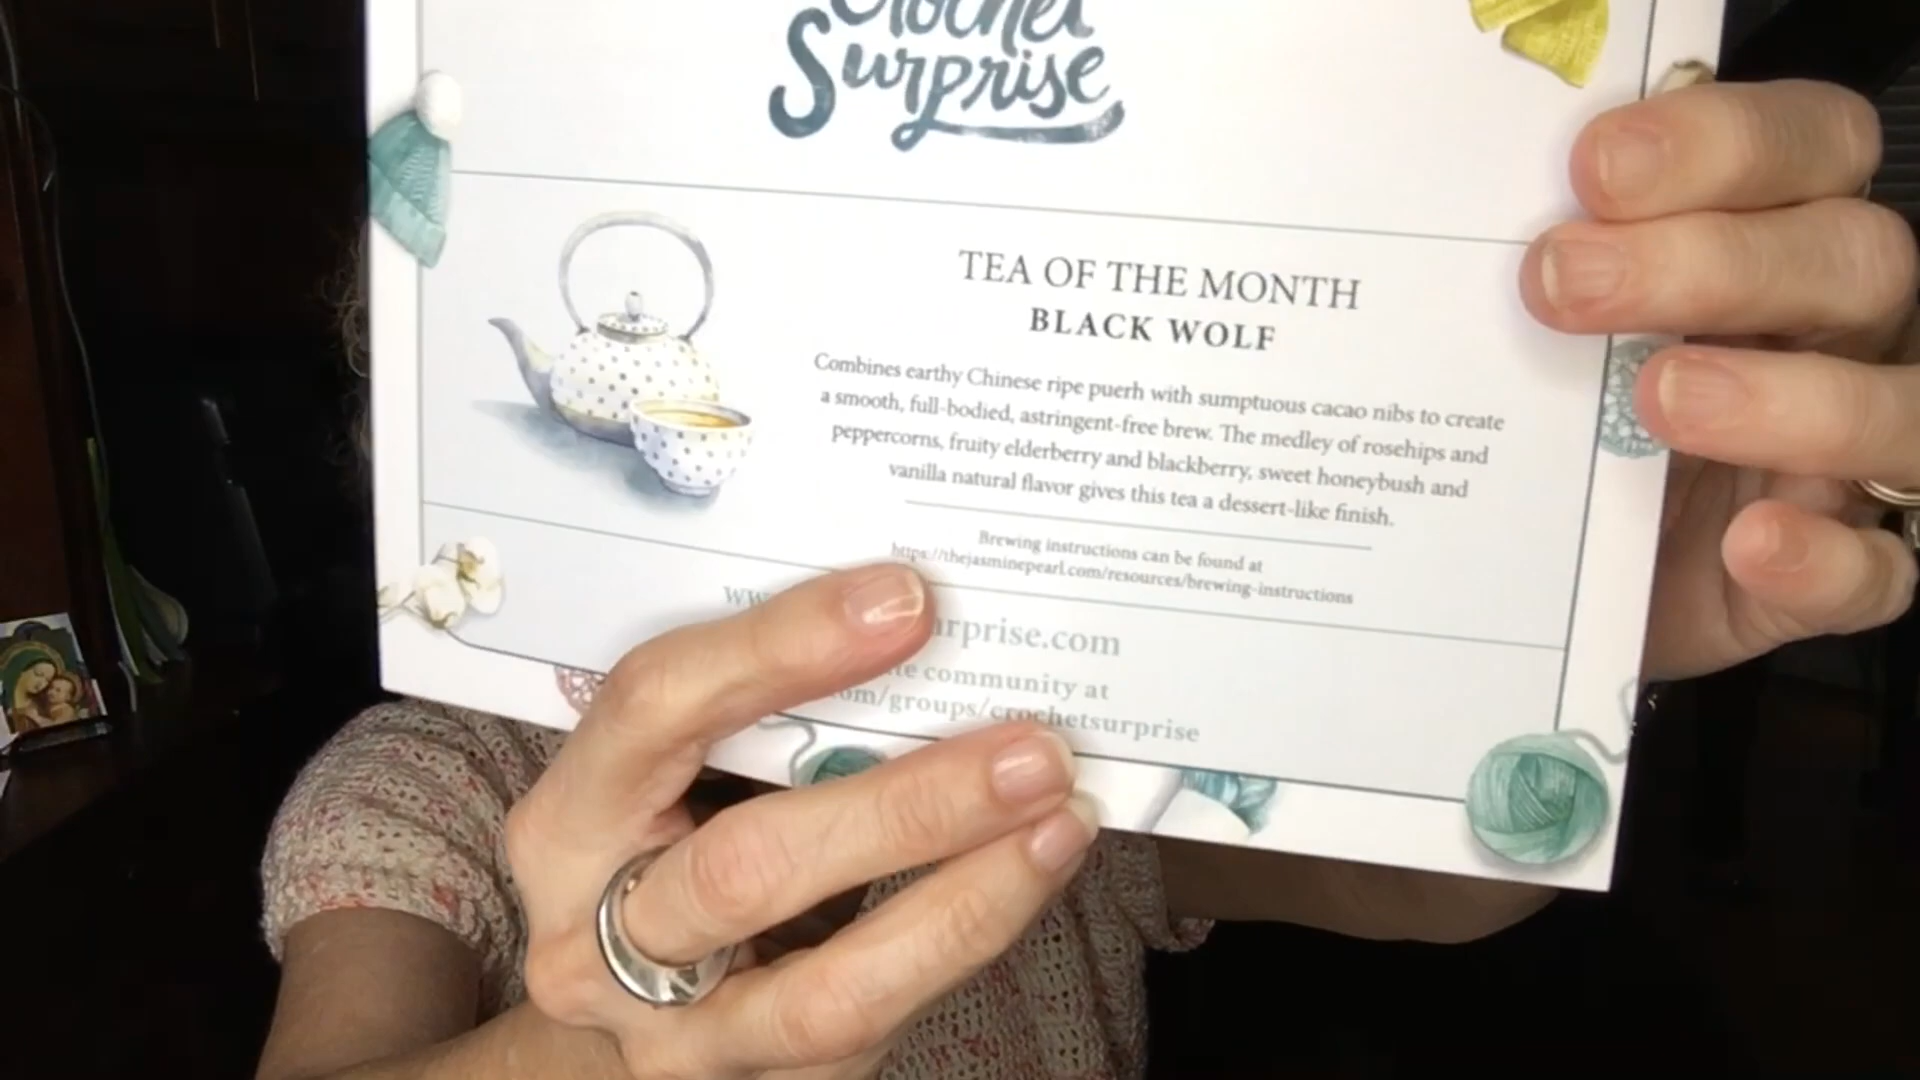 Crochet
Surprise
TEA OF THE MONTH
BLACK WOLF
Combines earthy Chinese ripe puerh with sumptuous cacao nibs to create
a smooth, full-bodied, astringent-free brew. The medley of rosehips and
peppercorns, fruity elderberry and blackberry, sweet honeybush and
vanilla natural flavor gives this tea a dessert-like finish.
Brewing instructions can be found at
https://thejasminepearl.com/resources/brewing-instructions
community at
/groups/crochetsurprise